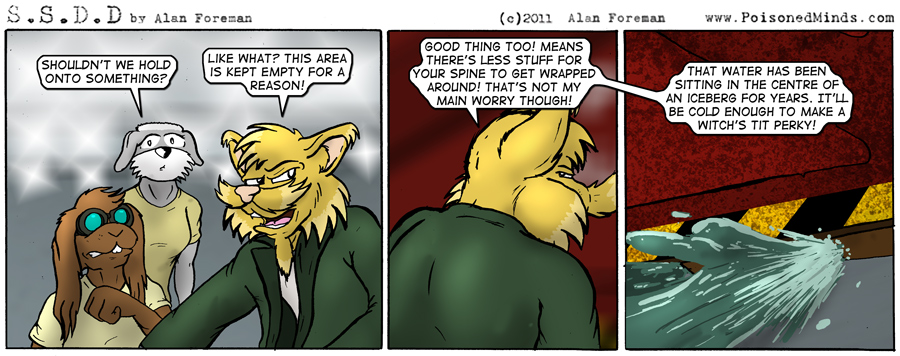 S.S.D.D by Alan Foreman (c)2011 Alan Foreman www.PoisonedMinds.com
SHOULDN'T WE HOLD
ONTO SOMETHING?
LIKE WHAT? THIS AREA
IS KEPT EMPTY FOR A
REASON!
GOOD THING TOO! MEANS
THERE'S LESS STUFF FOR
YOUR SPINE TO GET WRAPPED
AROUND! THAT'S NOT MY
MAIN WORRY THOUGH!
THAT WATER HAS BEEN
SITTING IN THE CENTRE OF
AN ICEBERG FOR YEARS. IT'LL
BE COLD ENOUGH TO MAKE A
WITCH'S TIT PERKY!